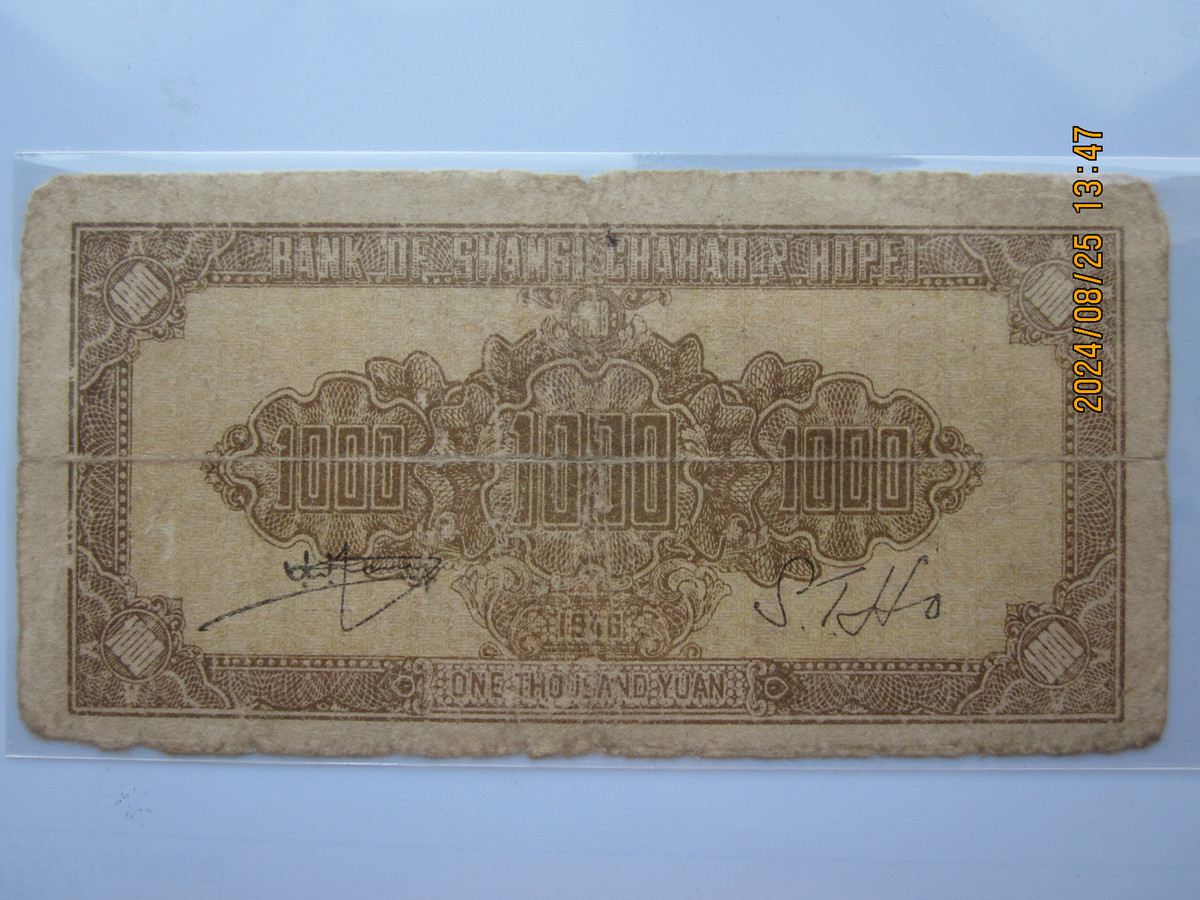 BANK OF SHANSI CHAHAR & HOPEI
1000 1000 1000
S. T. Ho
1946
ONE THOUSAND YUAN
2024/08/25 13:47